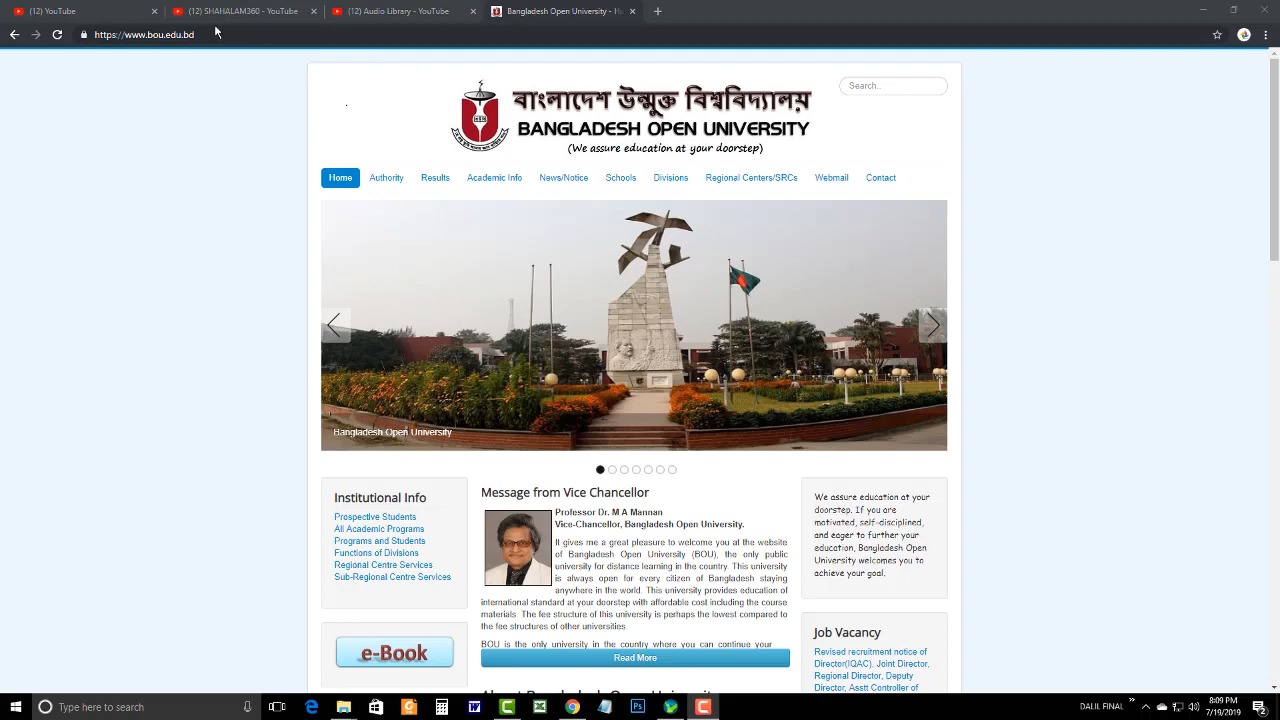 (12) YouTube
(12) SHAHALAM360 - YouTube
(12) Audio Library - YouTube
Bangladesh Open University - H
https://www.bou.edu.bd
Search..
বাংলাদেশ উন্মুক্ত বিশ্ববিদ্যালয়
BANGLADESH OPEN UNIVERSITY
(We assure education at your doorstep)
Home
Authority
Results
Academic Info
News/Notice
Schools
Divisions
Regional Centers/SRCs
Webmail
Contact
Bangladesh Open University
Institutional Info
Prospective Students
All Academic Programs
Programs and Students
Functions of Divisions
Regional Centre Services
Sub-Regional Centre Services
e-Book
Message from Vice Chancellor
Professor Dr. M A Mannan
Vice-Chancellor, Bangladesh Open University.
It gives me a great pleasure to welcome you at the website
of Bangladesh Open University (BOU), the only public
university for distance learning in the country. This university
is always open for every citizen of Bangladesh staying
anywhere in the world. This university provides education of
international standard at your doorstep with affordable cost including the course
materials. The fee structure of this university is perhaps the lowest compared to
the fee structures of other universities.
BOU is the only university in the country where you can continue your
Read More
About Bangladesh Open University
We assure education at your
doorstep. If you are
motivated, self-disciplined,
and eager to further your
education, Bangladesh Open
University welcomes you to
achieve your goal.
Job Vacancy
Revised recruitment notice of
Director(IQAC), Joint Director,
Regional Director, Deputy
Director, Asstt Controller of
Type here to search
DALIL FINAL
8:09 PM
7/19/2019
2